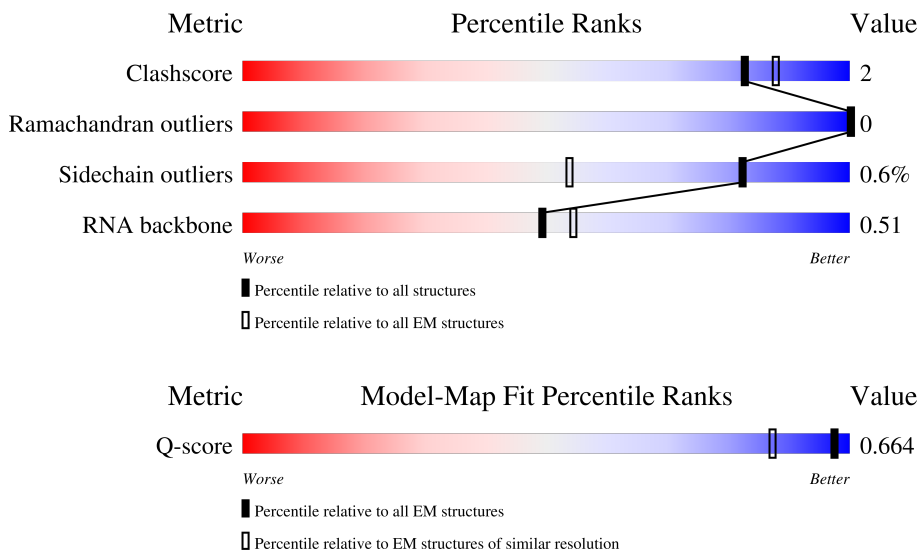 Metric Percentile Ranks Value
Clashscore 2
Ramachandran outliers 0
Sidechain outliers 0.6%
RNA backbone 0.51
Worse Better
Percentile relative to all structures
Percentile relative to all EM structures
Metric Model-Map Fit Percentile Ranks Value
Q-score 0.664
Worse Better
Percentile relative to all EM structures
Percentile relative to EM structures of similar resolution